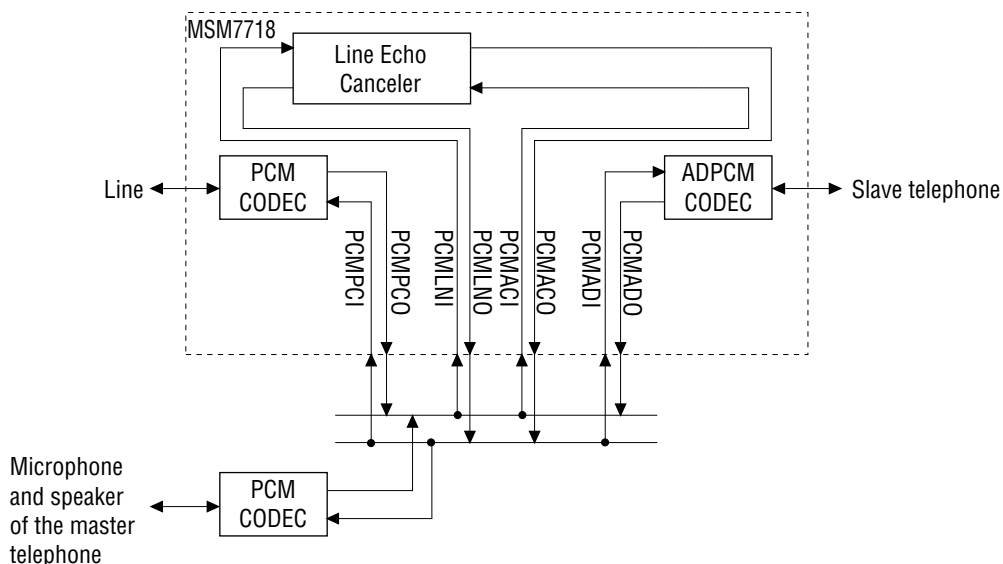 MSM7718
Line Echo
Canceler
Line
PCM
CODEC
ADPCM
CODEC
Slave telephone
PCMPCI
PCMPCO
PCMLNI
PCMLNO
PCMACI
PCMACO
PCMADI
PCMADO
Microphone
and speaker
of the master
telephone
PCM
CODEC